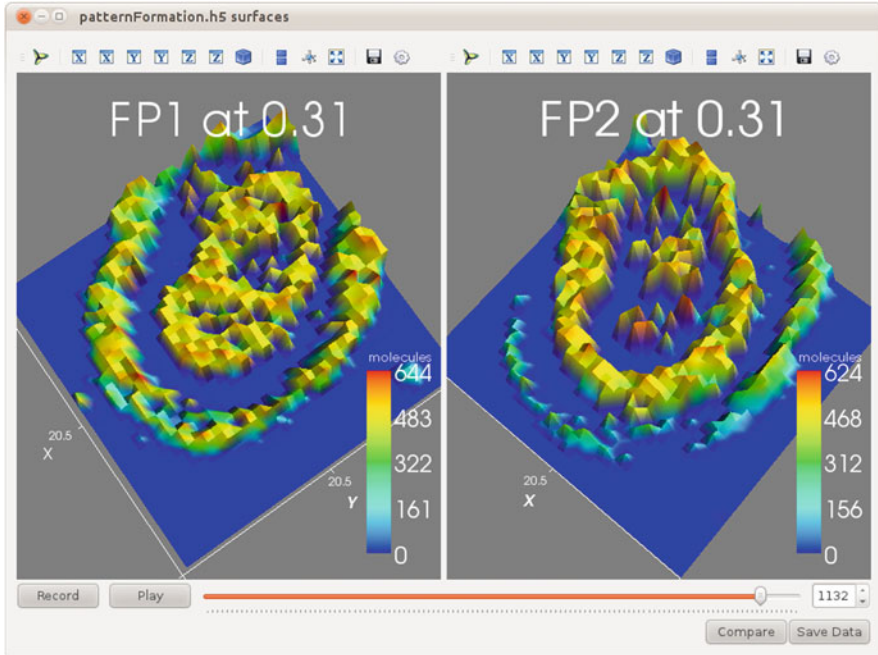 patternFormation.h5 surfaces
X X Y Y Z Z
X X Y Y Z Z
FP1 at 0.31
FP2 at 0.31
molecules
644
483
322
161
0
20.5
X
20.5
Y
molecules
624
468
312
156
0
20.5
X
Record
Play
1132
Compare
Save Data